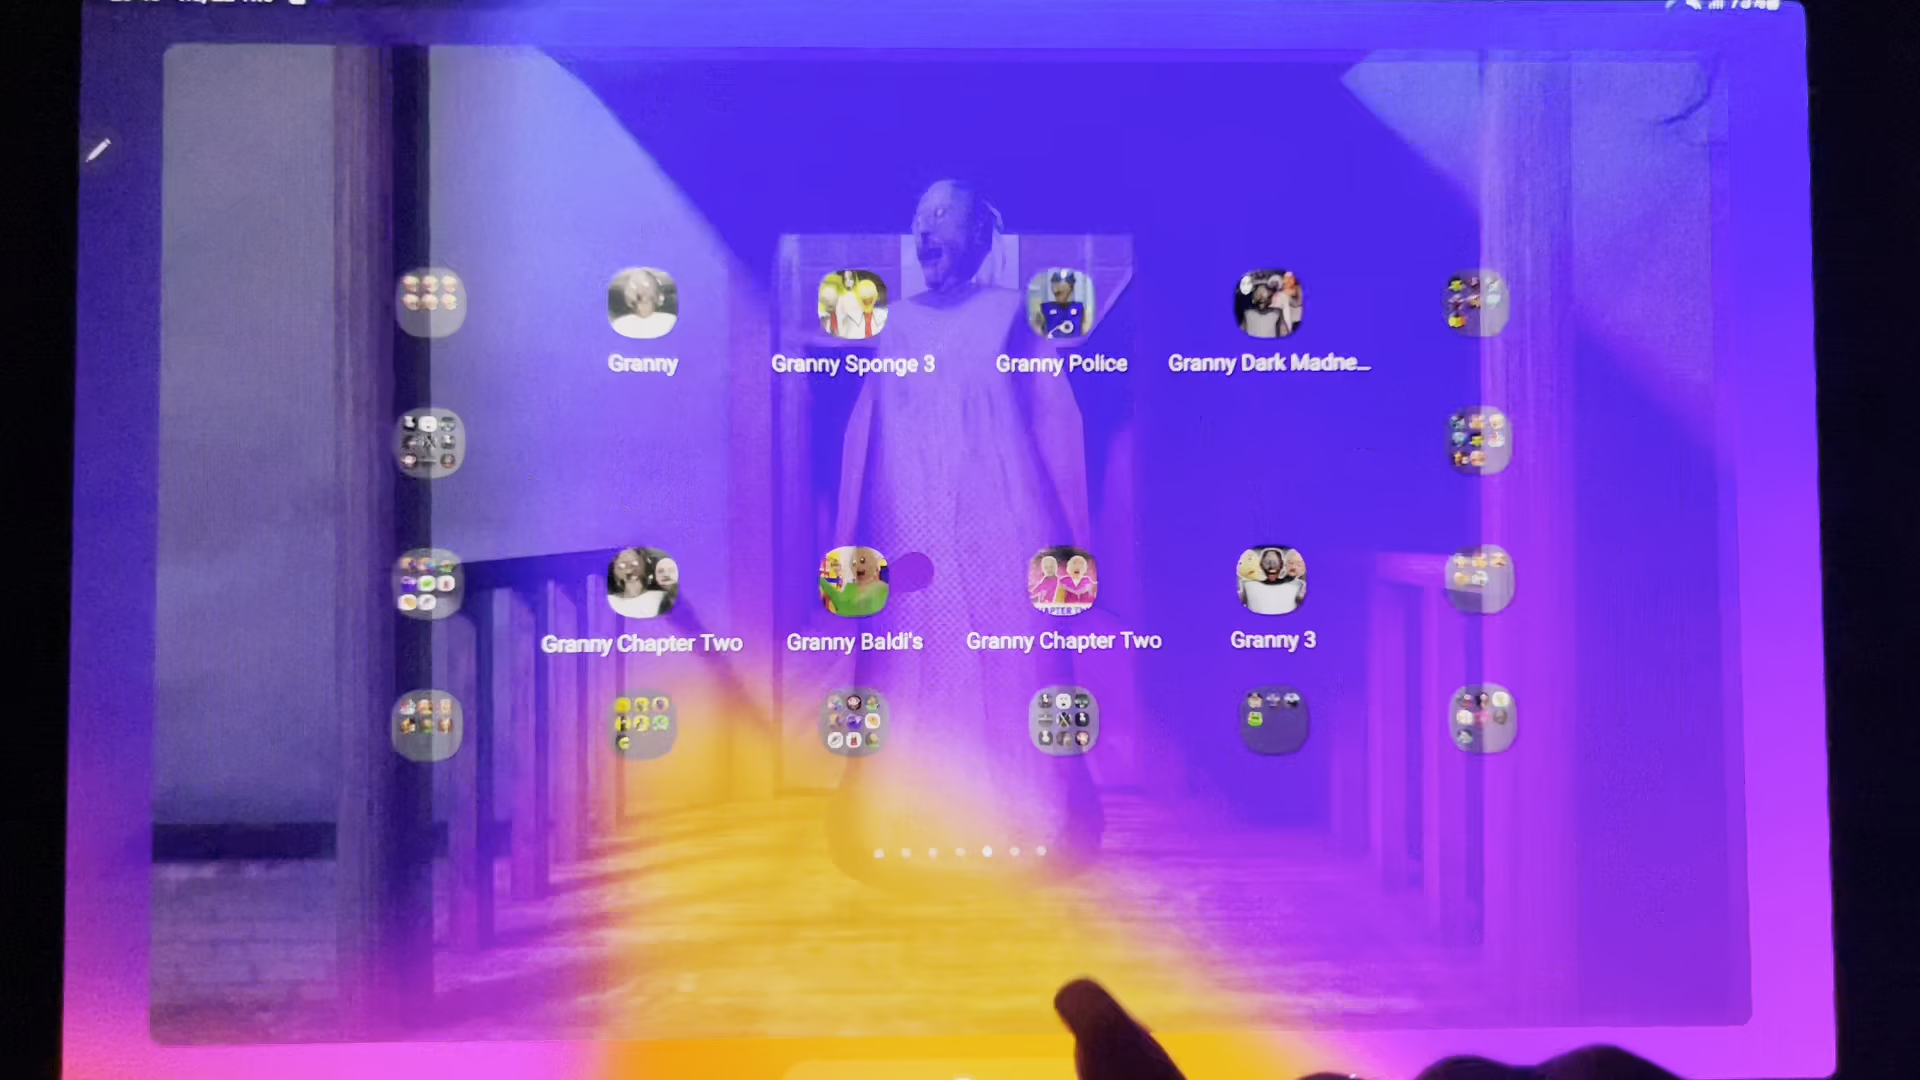 Granny
Granny Sponge 3
Granny Police
Granny Dark Madne...
Granny Chapter Two
Granny Baldi's
Granny Chapter Two
Granny 3